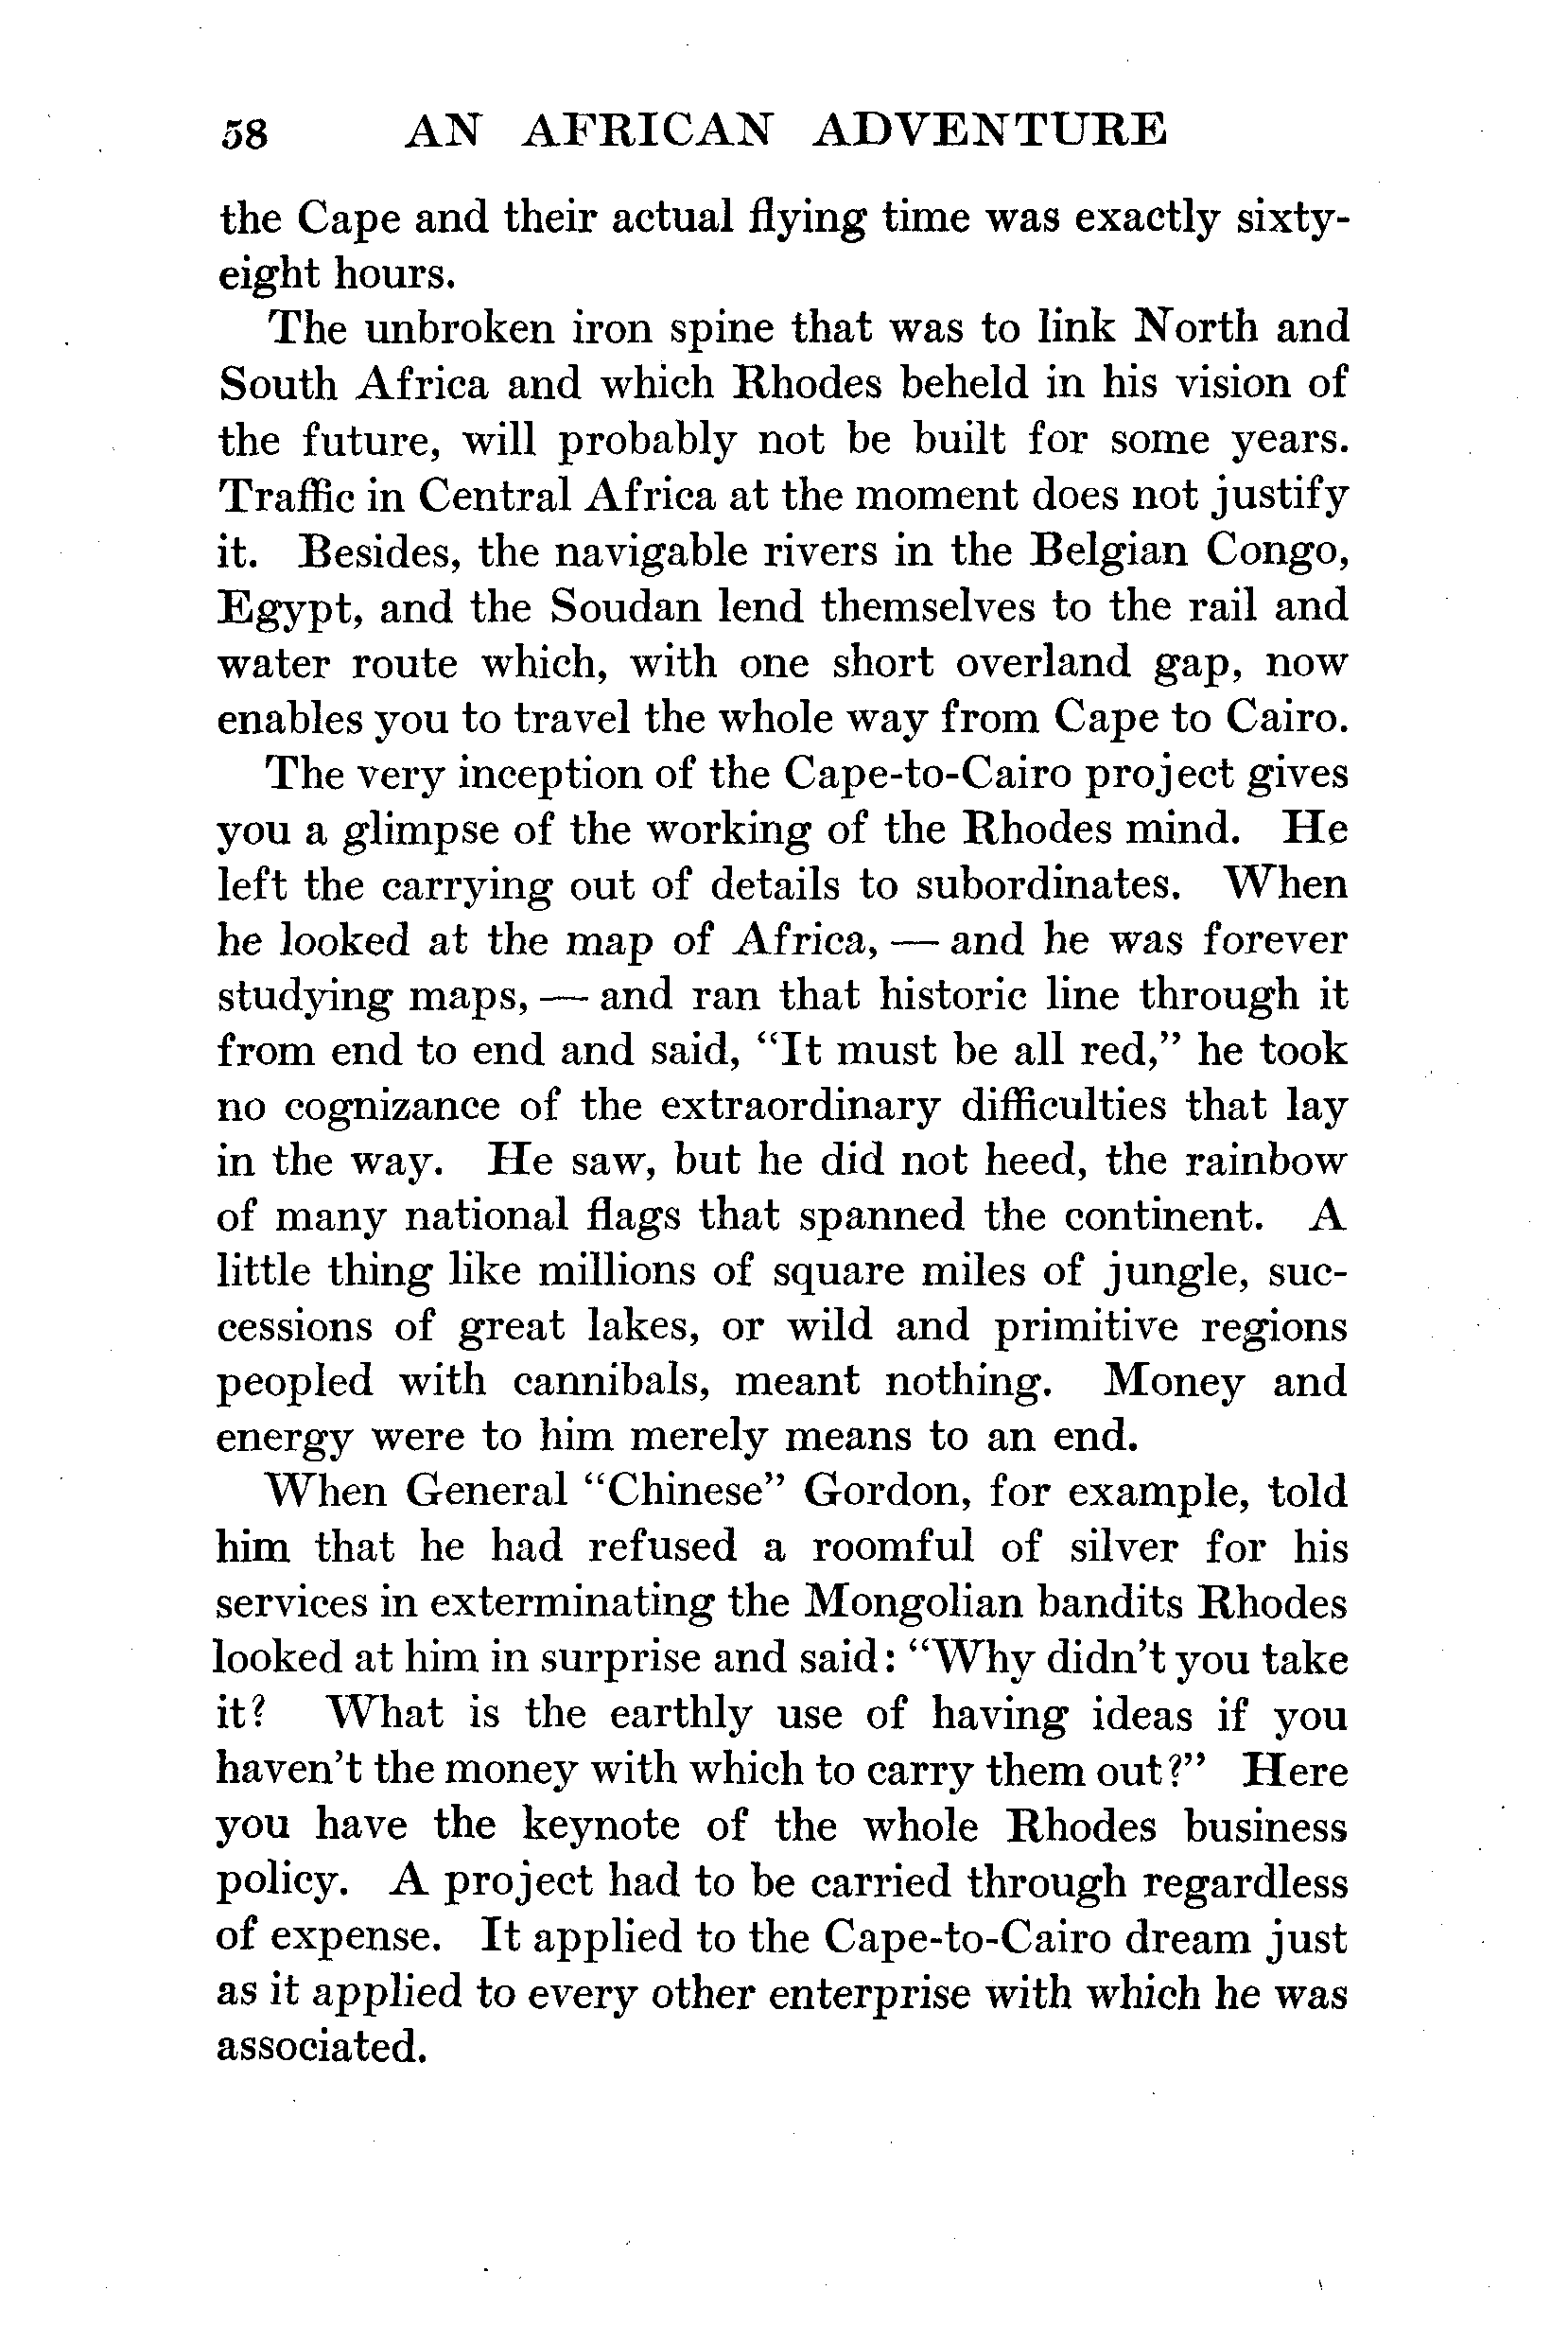 58 AN AFRICAN ADVENTURE
the Cape and their actual flying time was exactly sixty-
eight hours.
The unbroken iron spine that was to link North and
South Africa and which Rhodes beheld in his vision of
the future, will probably not be built for some years.
Traffic in Central Africa at the moment does not justify
it. Besides, the navigable rivers in the Belgian Congo,
Egypt, and the Soudan lend themselves to the rail and
water route which, with one short overland gap, now
enables you to travel the whole way from Cape to Cairo.
The very inception of the Cape-to-Cairo project gives
you a glimpse of the working of the Rhodes mind. He
left the carrying out of details to subordinates. When
he looked at the map of Africa, — and he was forever
studying maps, — and ran that historic line through it
from end to end and said, "It must be all red," he took
no cognizance of the extraordinary difficulties that lay
in the way. He saw, but he did not heed, the rainbow
of many national flags that spanned the continent. A
little thing like millions of square miles of jungle, suc-
cessions of great lakes, or wild and primitive regions
peopled with cannibals, meant nothing. Money and
energy were to him merely means to an end.
When General "Chinese" Gordon, for example, told
him that he had refused a roomful of silver for his
services in exterminating the Mongolian bandits Rhodes
looked at him in surprise and said: "Why didn't you take
it? What is the earthly use of having ideas if you
haven't the money with which to carry them out?" Here
you have the keynote of the whole Rhodes business
policy. A project had to be carried through regardless
of expense. It applied to the Cape-to-Cairo dream just
as it applied to every other enterprise with which he was
associated.